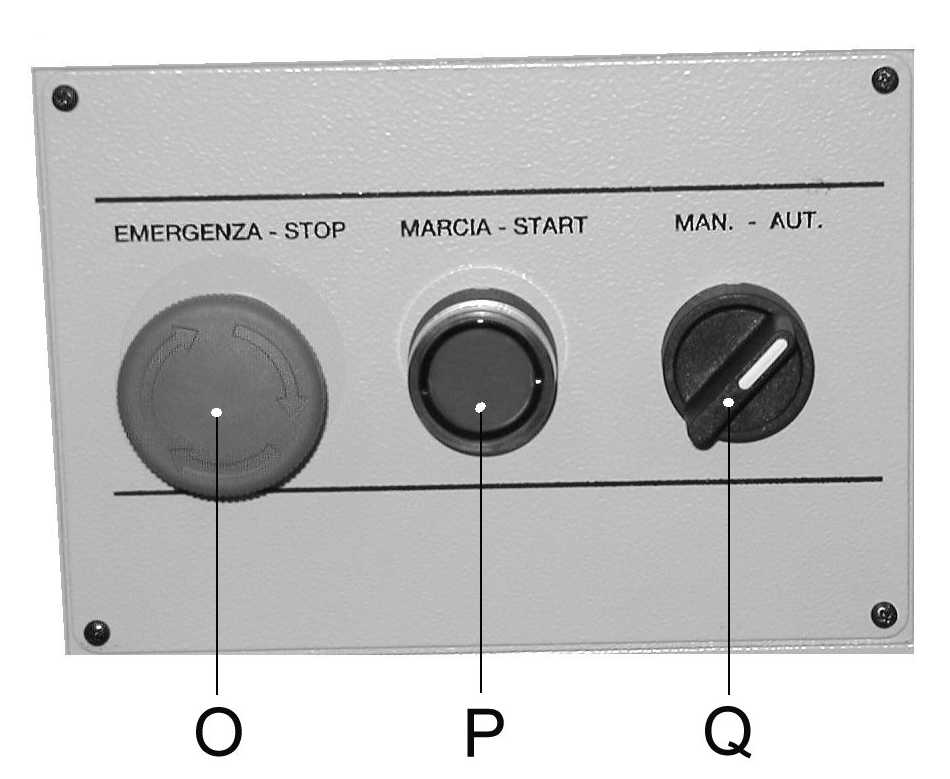 EMERGENZA - STOP MARCIA - START MAN. - AUT.
O P Q